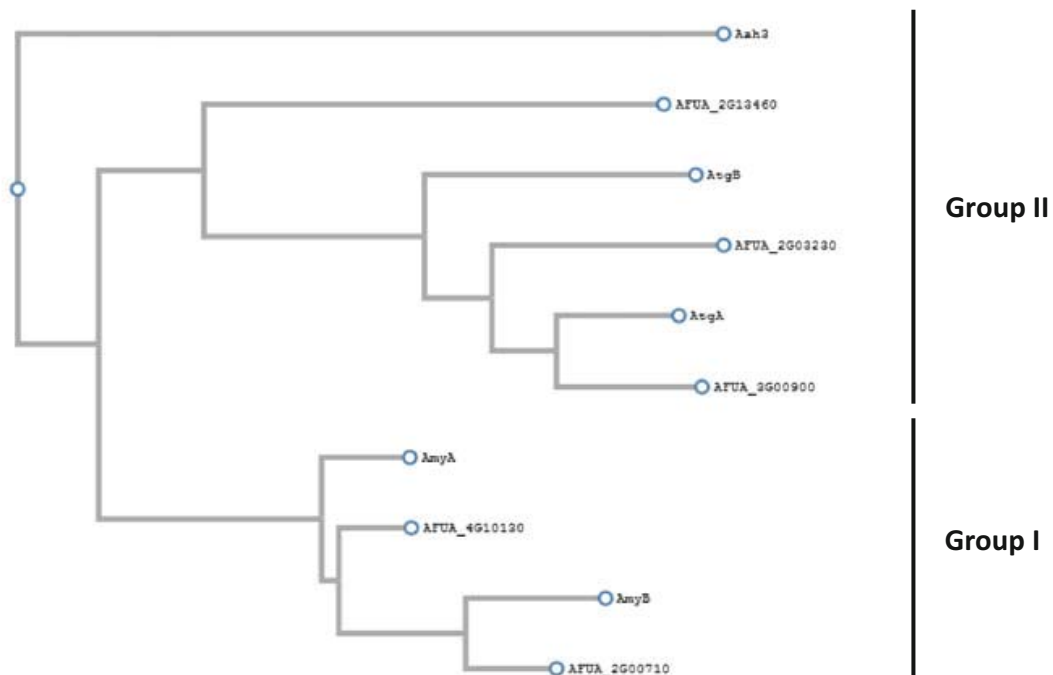 Aah3
AFUA_2G13460
AtgB
Group II
AFUA_2G03230
AtgA
AFUA_3G00900
AmyA
AFUA_4G10130
Group I
AmyB
AFUA_2G00710